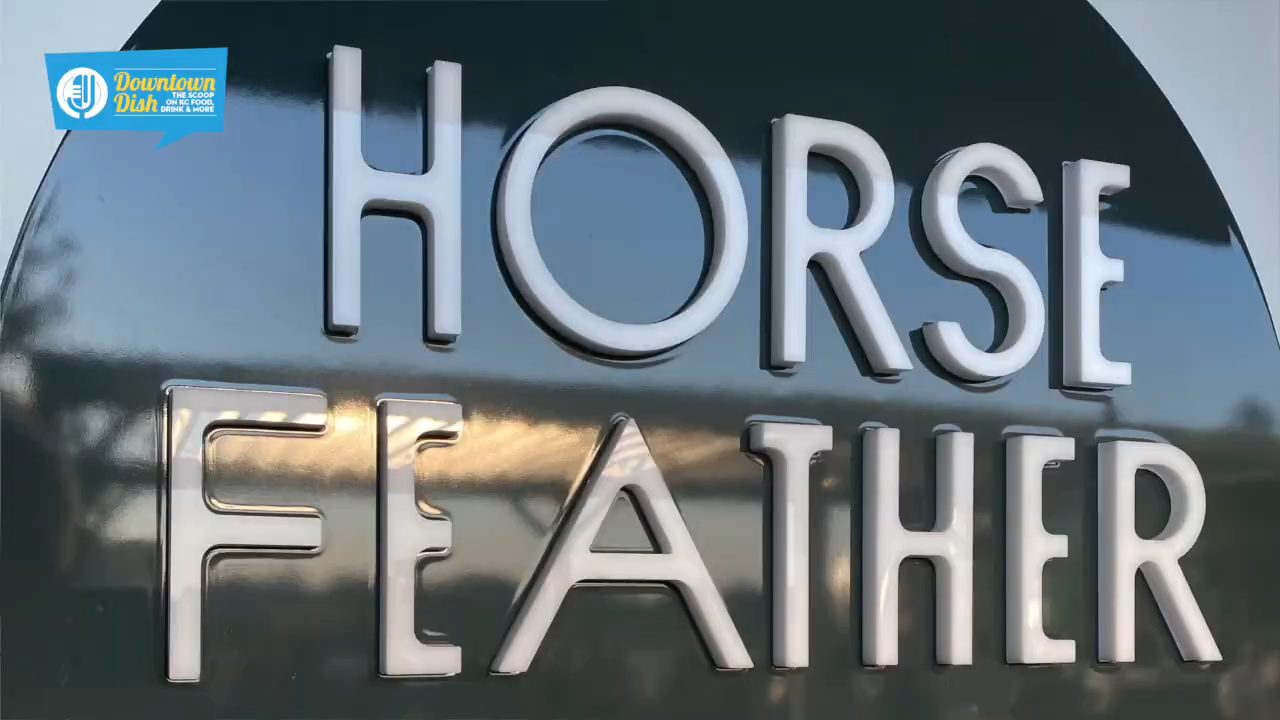 Downtown
Dish
THE SCOOP
ON KC FOOD,
DRINK & MORE
HORSE
FEATHER